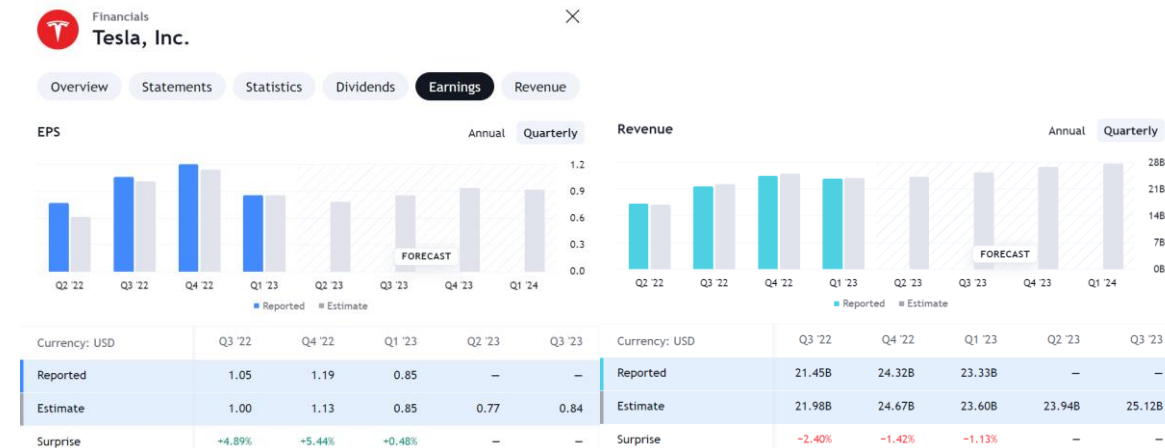 Financials
Tesla, Inc.
Overview Statements Statistics Dividends Earnings Revenue
EPS
Annual Quarterly
1.2
0.9
0.6
0.3
0.0
FORECAST
Q2 '22 Q3 '22 Q4 '22 Q1 '23 Q2 '23 Q3 '23 Q4 '23 Q1 '24
Reported Estimate
Currency: USD Q3 '22 Q4 '22 Q1 '23 Q2 '23 Q3 '23
Reported 1.05 1.19 0.85 — —
Estimate 1.00 1.13 0.85 0.77 0.84
Surprise +4.89% +5.44% +0.48% — —
Revenue
Annual Quarterly
28B
21B
14B
7B
0B
FORECAST
Q2 '22 Q3 '22 Q4 '22 Q1 '23 Q2 '23 Q3 '23 Q4 '23 Q1 '24
Reported Estimate
Currency: USD Q3 '22 Q4 '22 Q1 '23 Q2 '23 Q3 '23
Reported 21.45B 24.32B 23.33B — —
Estimate 21.98B 24.67B 23.60B 23.94B 25.12B
Surprise −2.40% −1.42% −1.13% — —